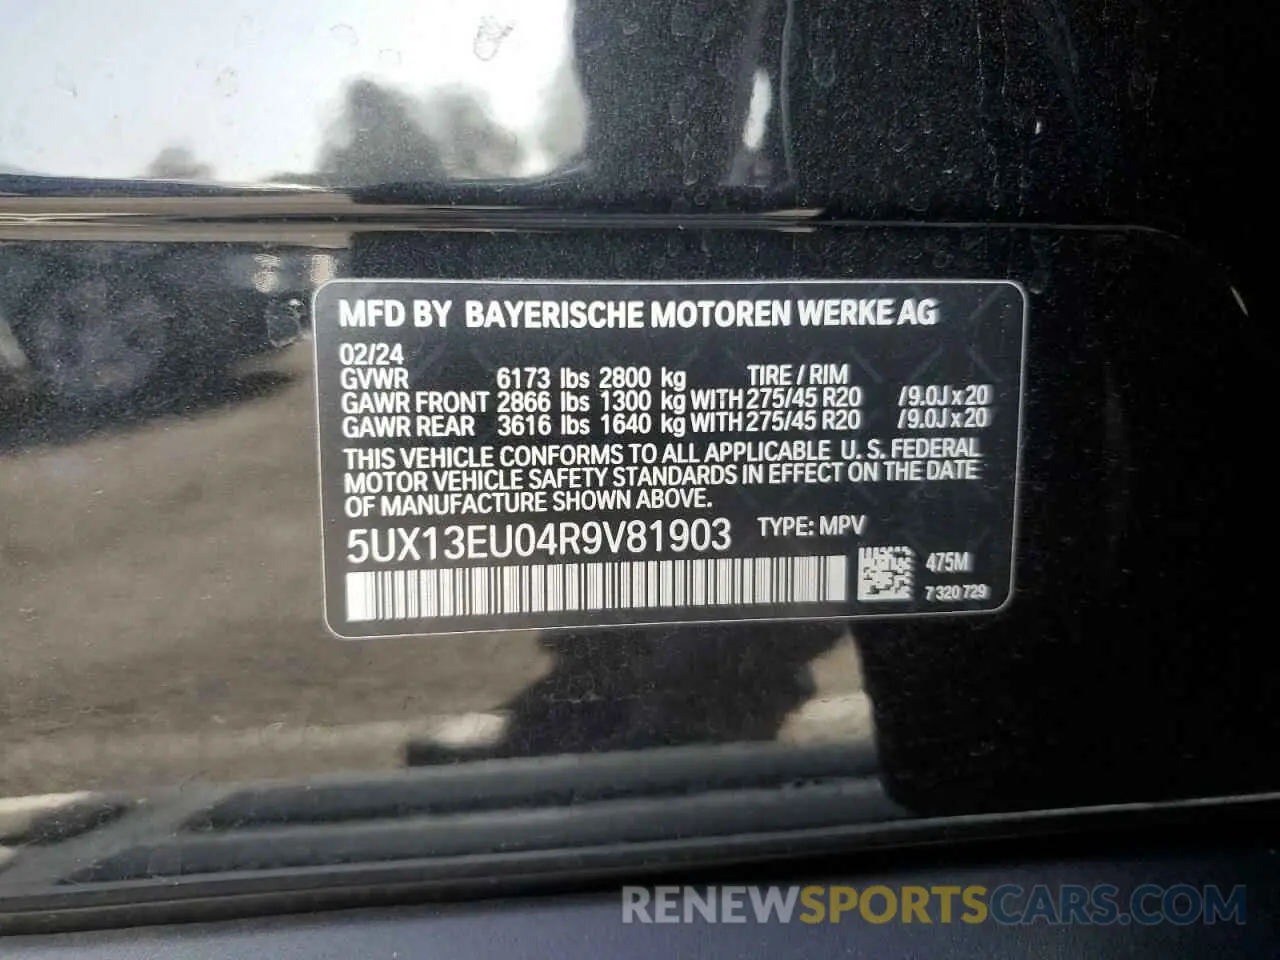 MFD BY BAYERISCHE MOTOREN WERKE AG
02/24
GVWR 6173 lbs 2800 kg TIRE / RIM
GAWR FRONT 2866 lbs 1300 kg WITH 275/45 R20 / 9.0J x 20
GAWR REAR 3616 lbs 1640 kg WITH 275/45 R20 / 9.0J x 20
THIS VEHICLE CONFORMS TO ALL APPLICABLE U. S. FEDERAL
MOTOR VEHICLE SAFETY STANDARDS IN EFFECT ON THE DATE
OF MANUFACTURE SHOWN ABOVE.
5UX13EU04R9V81903 TYPE: MPV
475M
7 320 729
RENEWSPORTSCARS.COM